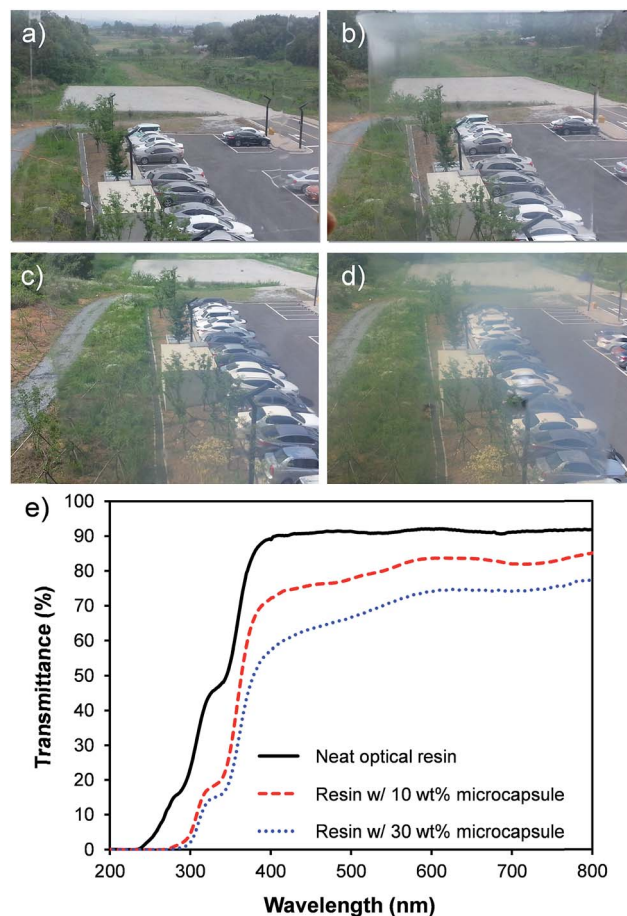 a)
b)
c)
d)
e)
100
90
80
70
60
50
40
30
20
10
0
Transmittance (%)
Neat optical resin
Resin w/ 10 wt% microcapsule
Resin w/ 30 wt% microcapsule
200 300 400 500 600 700 800
Wavelength (nm)